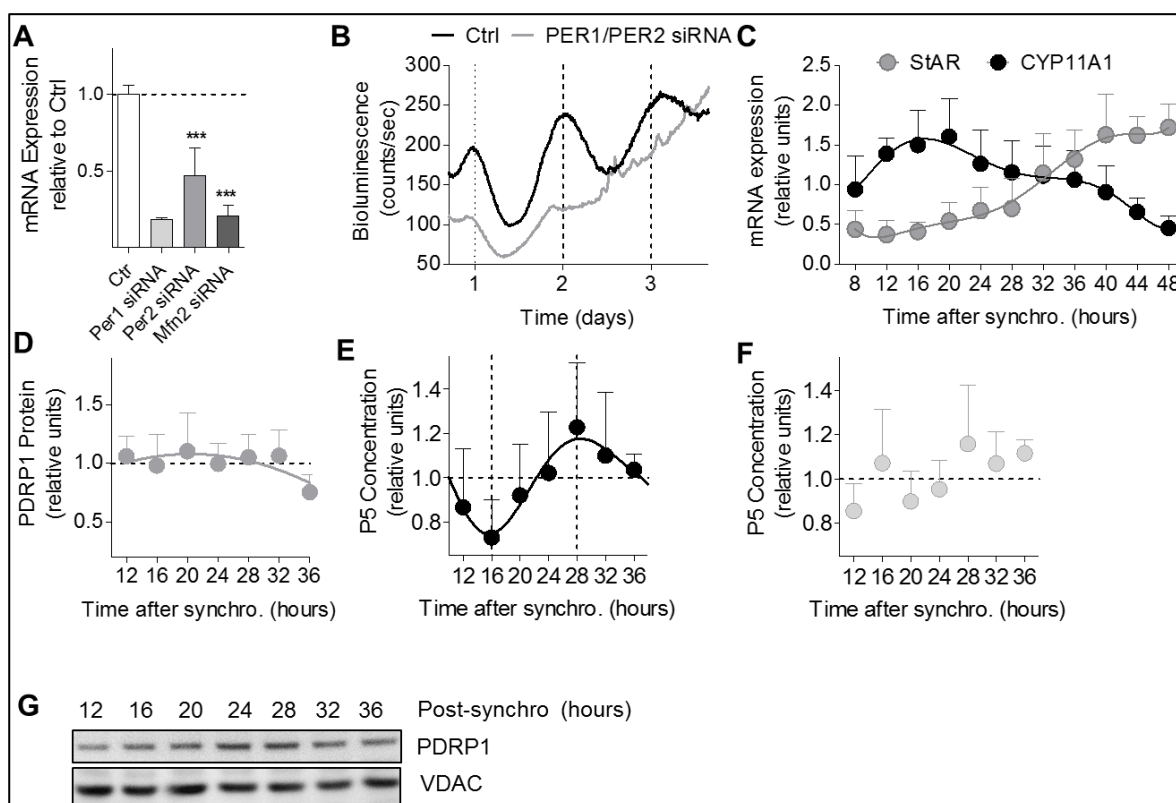 A
mRNA Expression
relative to Ctrl
1.0
0.5
***
***
Ctr
Per1 siRNA
Per2 siRNA
Mfn2 siRNA
B
Ctrl
PER1/PER2 siRNA
Bioluminescence
(counts/sec)
300
250
200
150
100
50
1
2
3
Time (days)
C
StAR
CYP11A1
mRNA expression
(relative units)
2.5
2.0
1.5
1.0
0.5
0.0
8 12 16 20 24 28 32 36 40 44 48
Time after synchro. (hours)
D
PDRP1 Protein
(relative units)
1.5
1.0
0.5
12 16 20 24 28 32 36
Time after synchro. (hours)
E
P5 Concentration
(relative units)
1.4
1.2
1.0
0.8
12 16 20 24 28 32 36
Time after synchro. (hours)
F
P5 Concentration
(relative units)
1.4
1.2
1.0
0.8
12 16 20 24 28 32 36
Time after synchro. (hours)
G
12 16 20 24 28 32 36 Post-synchro (hours)
PDRP1
VDAC